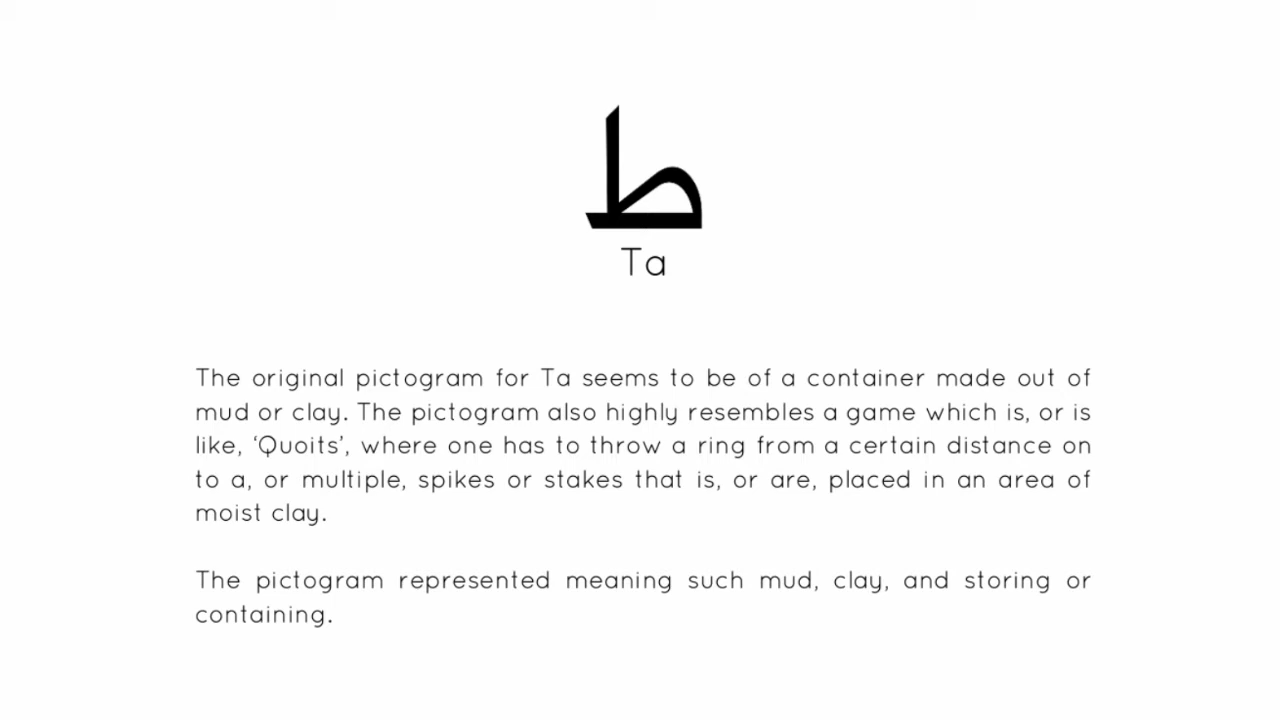 ط
Ta
The original pictogram for Ta seems to be of a container made out of
mud or clay. The pictogram also highly resembles a game which is, or is
like, ‘Quoits’, where one has to throw a ring from a certain distance on
to a, or multiple, spikes or stakes that is, or are, placed in an area of
moist clay.
The pictogram represented meaning such mud, clay, and storing or
containing.